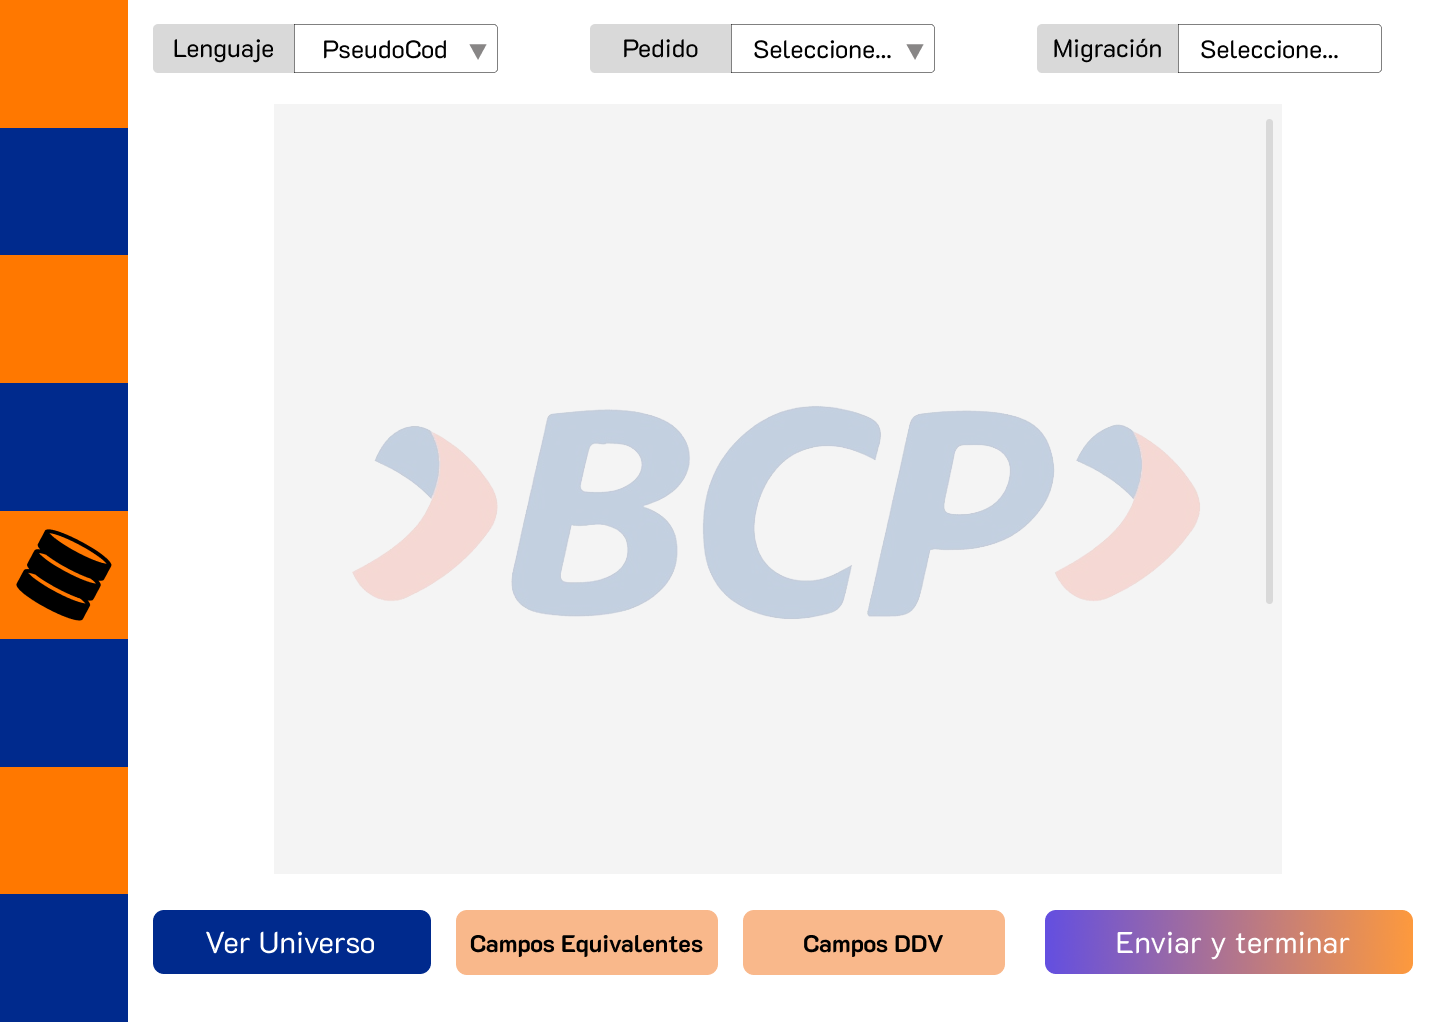 Lenguaje PseudoCod Pedido Seleccione... Migración Seleccione...
BCP
Ver Universo Campos Equivalentes Campos DDV Enviar y terminar